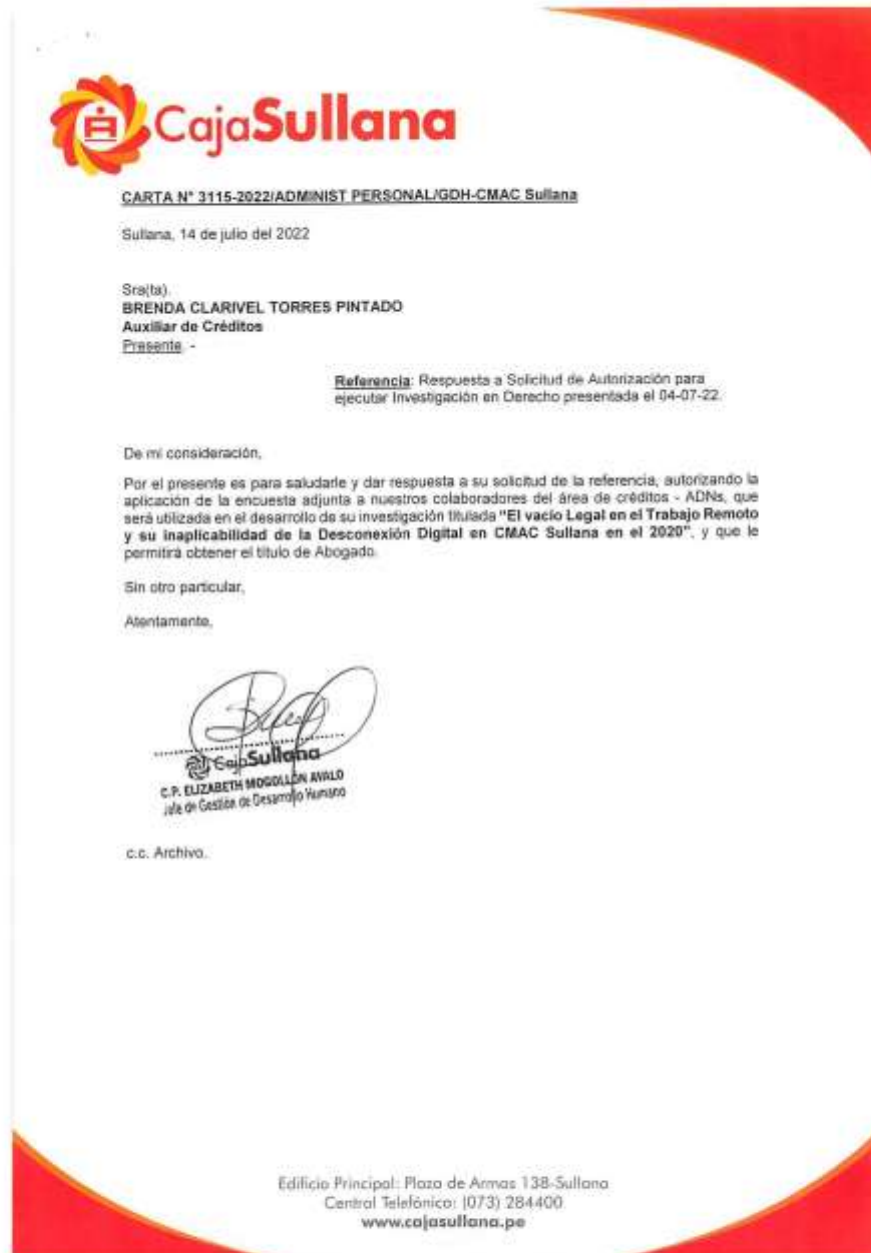 CajaSullana
CARTA N° 3115-2022/ADMINIST PERSONAL/GDH-CMAC Sullana
Sullana, 14 de julio del 2022
Sra(ta).
BRENDA CLARIVEL TORRES PINTADO
Auxiliar de Créditos
Presente. -
Referencia: Respuesta a Solicitud de Autorización para
ejecutar Investigación en Derecho presentada el 04-07-22.
De mi consideración,
Por el presente es para saludarle y dar respuesta a su solicitud de la referencia, autorizando la
aplicación de la encuesta adjunta a nuestros colaboradores del área de créditos - ADNs, que
será utilizada en el desarrollo de su investigación titulada "El vacío Legal en el Trabajo Remoto
y su inaplicabilidad de la Desconexión Digital en CMAC Sullana en el 2020", y que le
permitirá obtener el título de Abogado.
Sin otro particular,
Atentamente,
CajaSullana
C.P. ELIZABETH MOGOLLÓN AVALO
Jefe de Gestión de Desarrollo Humano
c.c. Archivo.
Edificio Principal: Plaza de Armas 138-Sullana
Central Telefónica: (073) 284400
www.cajasullana.pe